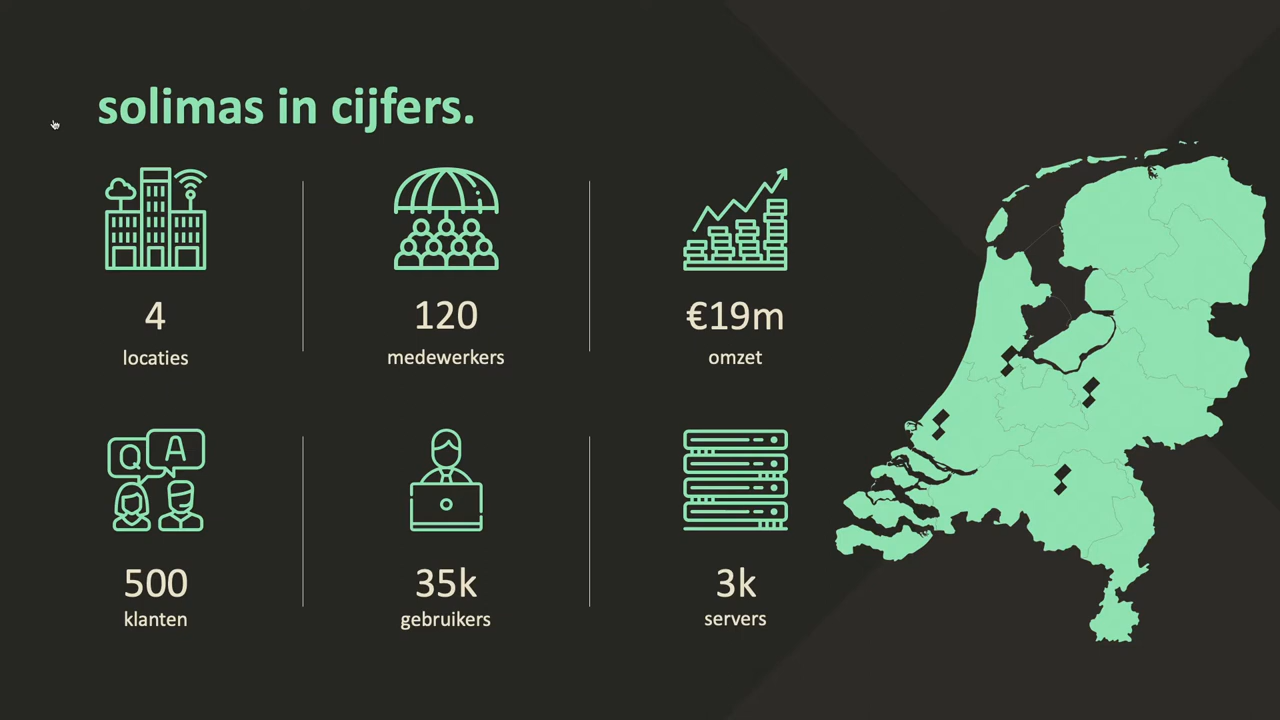 solimas in cijfers.
4
locaties
120
medewerkers
€19m
omzet
Q A
500
klanten
35k
gebruikers
3k
servers